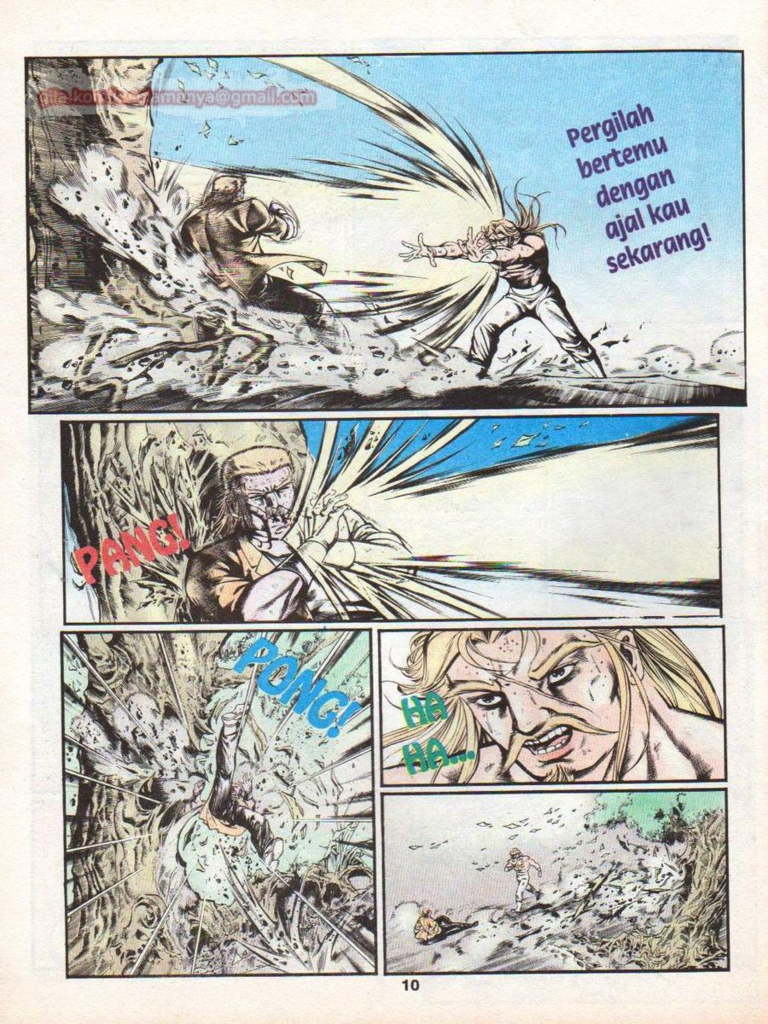 Pergilah
bertemu
dengan
ajal kau
sekarang!
PANG!
PONG!
HA
HA...
10